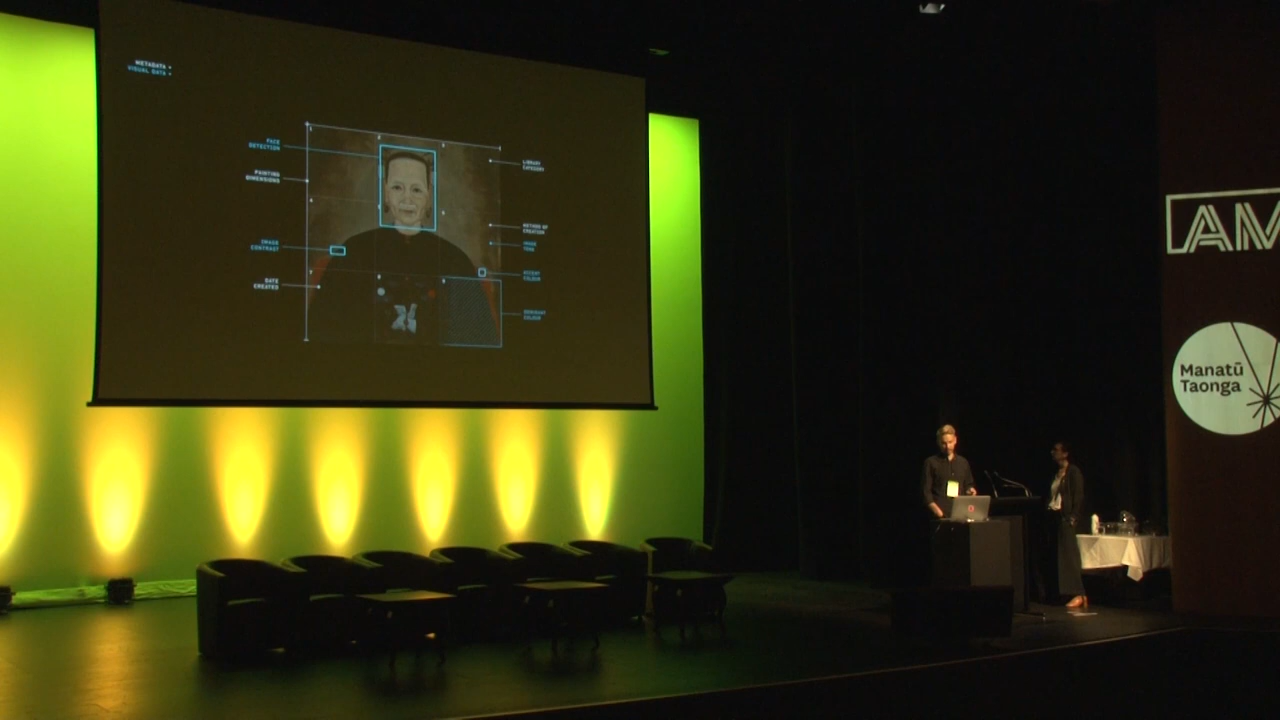 METADATA
VISUAL DATA
FACE
DETECTION
PAINTING
DIMENSIONS
IMAGE
CONTRAST
DATE
CREATED
LIBRARY
CATEGORY
METHOD OF
CREATION
IMAGE
TONE
ACCENT
COLOUR
DOMINANT
COLOUR
AM
Manatū
Taonga